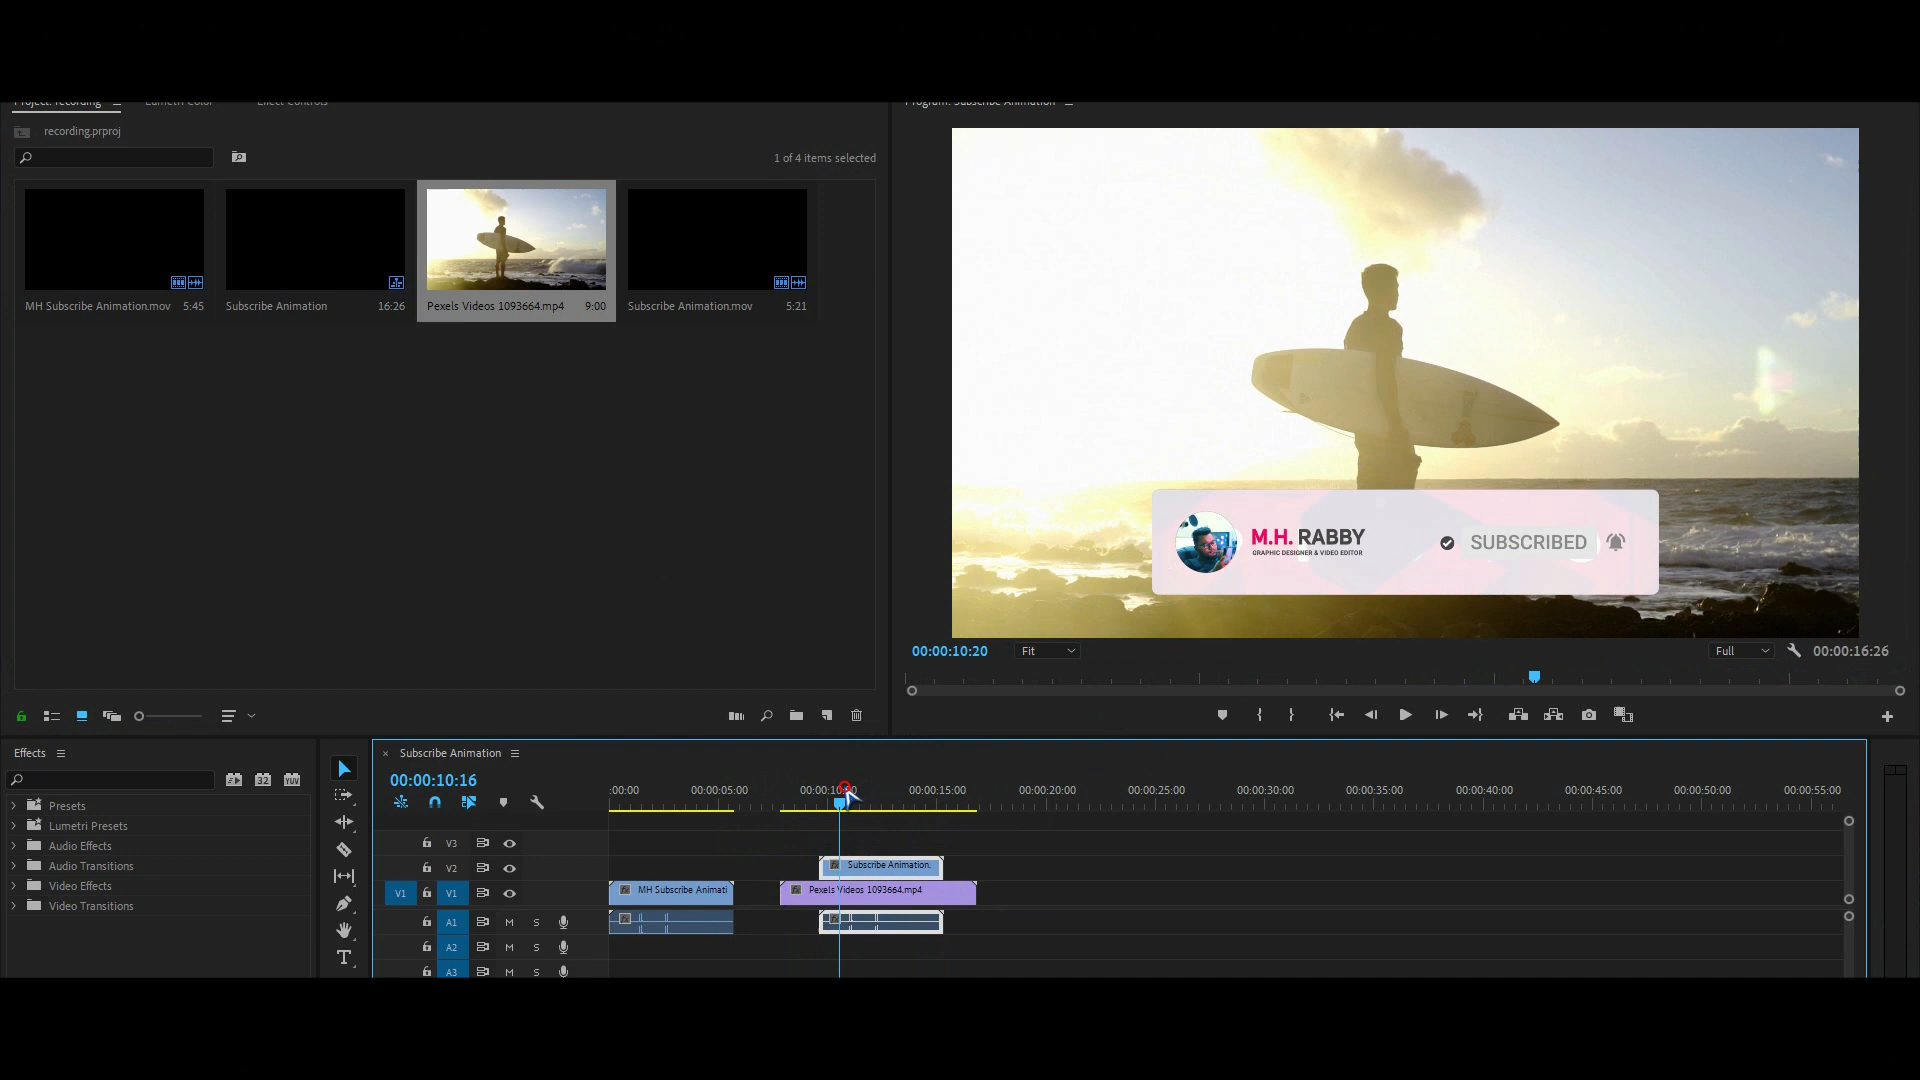 Project: recording
Lumetri Color
Effect Controls
Program: Subscribe Animation
recording.prproj
1 of 4 items selected
MH Subscribe Animation.mov 5:45
Subscribe Animation 16:26
Pexels Videos 1093664.mp4 9:00
Subscribe Animation.mov 5:21
M.H. RABBY
GRAPHIC DESIGNER & VIDEO EDITOR
SUBSCRIBED
00:00:10:20
Fit
Full
00:00:16:26
Effects
32
YUV
Presets
Lumetri Presets
Audio Effects
Audio Transitions
Video Effects
Video Transitions
Subscribe Animation
00:00:10:16
:00:00
00:00:05:00
00:00:10:00
00:00:15:00
00:00:20:00
00:00:25:00
00:00:30:00
00:00:35:00
00:00:40:00
00:00:45:00
00:00:50:00
00:00:55:00
V3
V2
fx Subscribe Animation.
V1
V1
fx MH Subscribe Animati
fx Pexels Videos 1093664.mp4
A1 M S
A2 M S
A3 M S
T